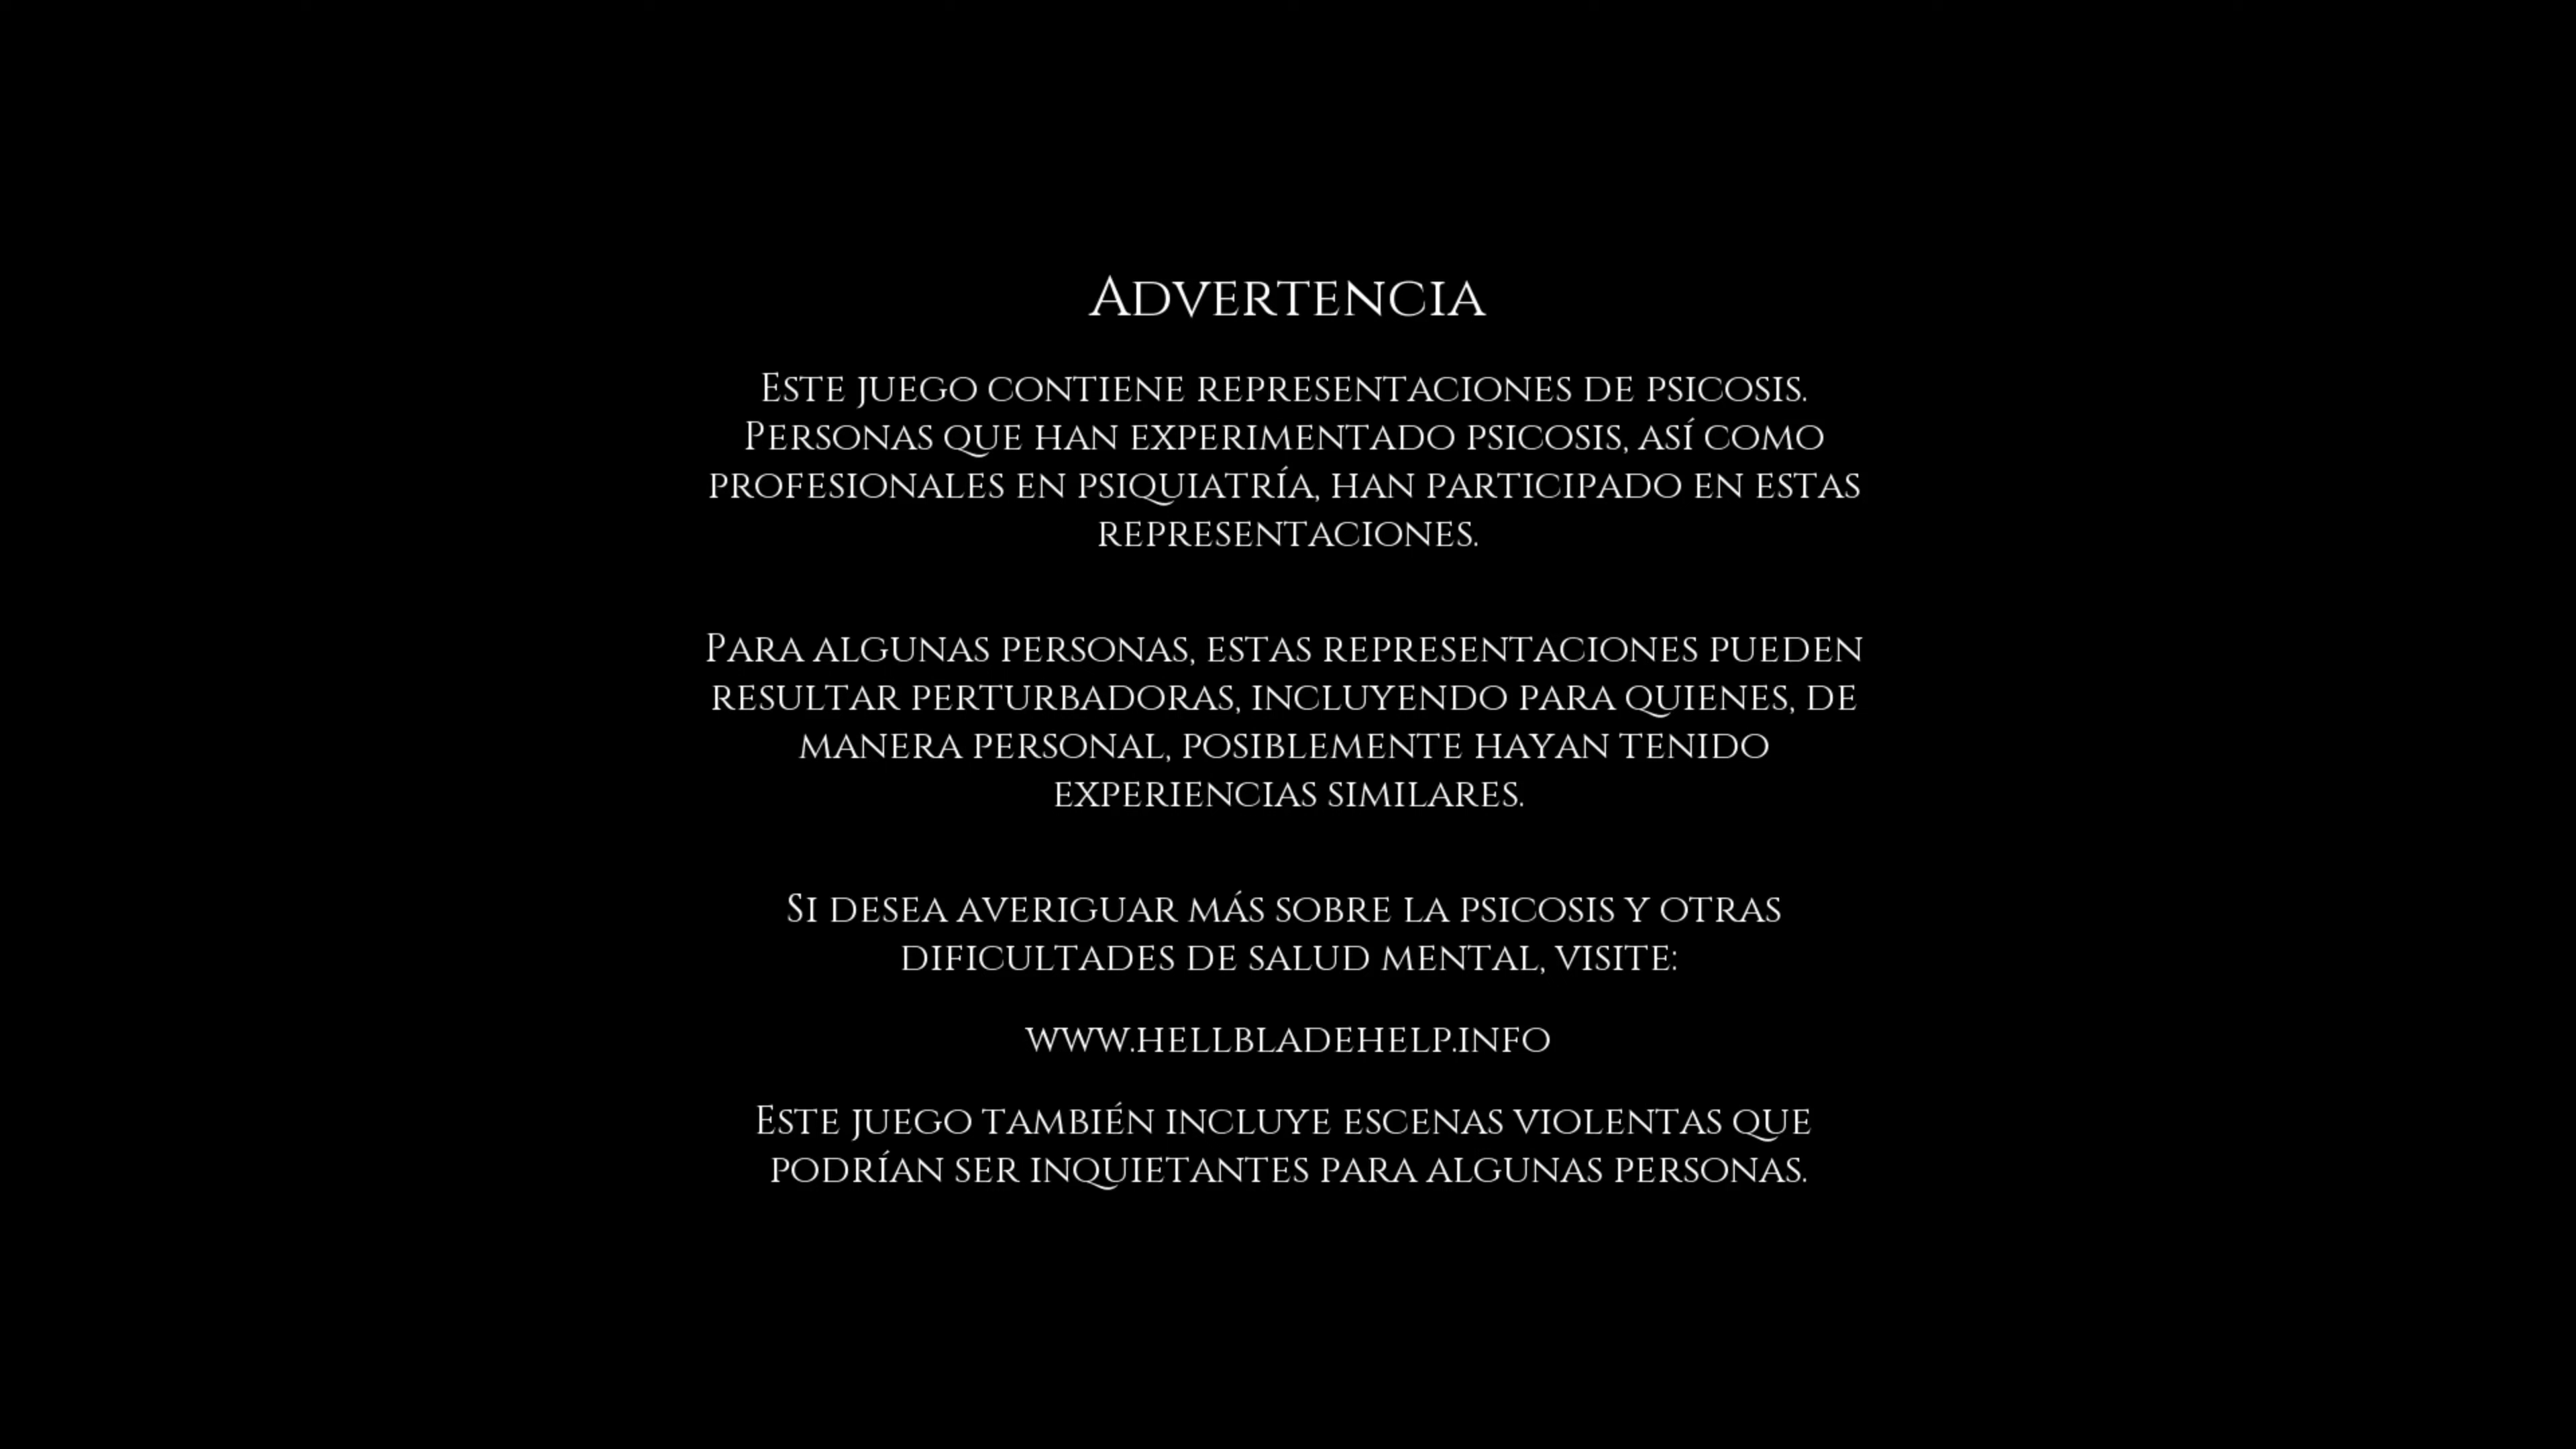 Advertencia
Este juego contiene representaciones de psicosis.
Personas que han experimentado psicosis, así como
profesionales en psiquiatría, han participado en estas
representaciones.
Para algunas personas, estas representaciones pueden
resultar perturbadoras, incluyendo para quienes, de
manera personal, posiblemente hayan tenido
experiencias similares.
Si desea averiguar más sobre la psicosis y otras
dificultades de salud mental, visite:
www.hellbladehelp.info
Este juego también incluye escenas violentas que
podrían ser inquietantes para algunas personas.